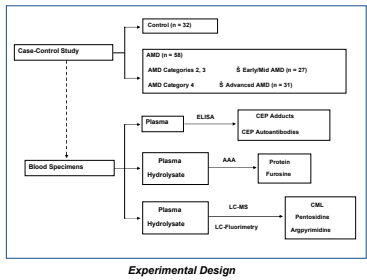 Control (n = 32)
Case-Control Study
AMD (n = 58)
AMD Categories 2, 3 Š Early/Mid AMD (n = 27)
AMD Category 4 Š Advanced AMD (n = 31)
Plasma
ELISA
CEP Adducts
CEP Autoantibodies
Blood Specimens
Plasma
Hydrolysate
AAA
Protein
Furosine
Plasma
Hydrolysate
LC-MS
LC-Fluorimetry
CML
Pentosidine
Argpyrimidine
Experimental Design